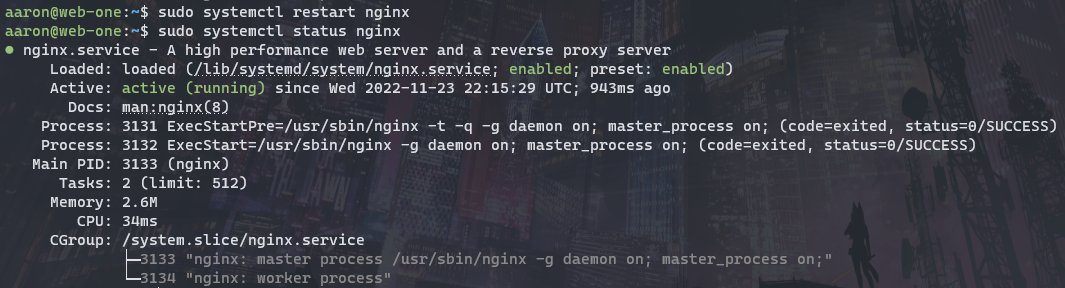 aaron@web-one:~$ sudo systemctl restart nginx
aaron@web-one:~$ sudo systemctl status nginx
● nginx.service - A high performance web server and a reverse proxy server
Loaded: loaded (/lib/systemd/system/nginx.service; enabled; preset: enabled)
Active: active (running) since Wed 2022-11-23 22:15:29 UTC; 943ms ago
Docs: man:nginx(8)
Process: 3131 ExecStartPre=/usr/sbin/nginx -t -q -g daemon on; master_process on; (code=exited, status=0/SUCCESS)
Process: 3132 ExecStart=/usr/sbin/nginx -g daemon on; master_process on; (code=exited, status=0/SUCCESS)
Main PID: 3133 (nginx)
Tasks: 2 (limit: 512)
Memory: 2.6M
CPU: 34ms
CGroup: /system.slice/nginx.service
├─3133 "nginx: master process /usr/sbin/nginx -g daemon on; master_process on;"
└─3134 "nginx: worker process"